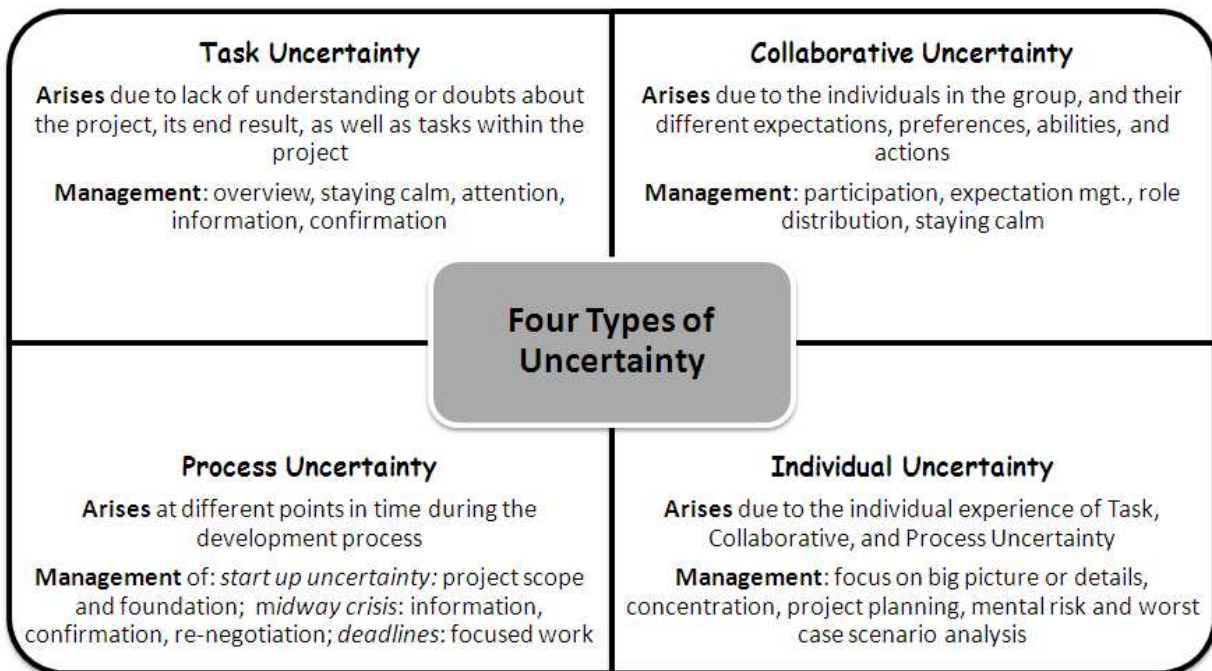 Task Uncertainty
Arises due to lack of understanding or doubts about
the project, its end result, as well as tasks within the
project
Management: overview, staying calm, attention,
information, confirmation
Collaborative Uncertainty
Arises due to the individuals in the group, and their
different expectations, preferences, abilities, and
actions
Management: participation, expectation mgt., role
distribution, staying calm
Four Types of
Uncertainty
Process Uncertainty
Arises at different points in time during the
development process
Management of: start up uncertainty: project scope
and foundation; midway crisis: information,
confirmation, re-negotiation; deadlines: focused work
Individual Uncertainty
Arises due to the individual experience of Task,
Collaborative, and Process Uncertainty
Management: focus on big picture or details,
concentration, project planning, mental risk and worst
case scenario analysis